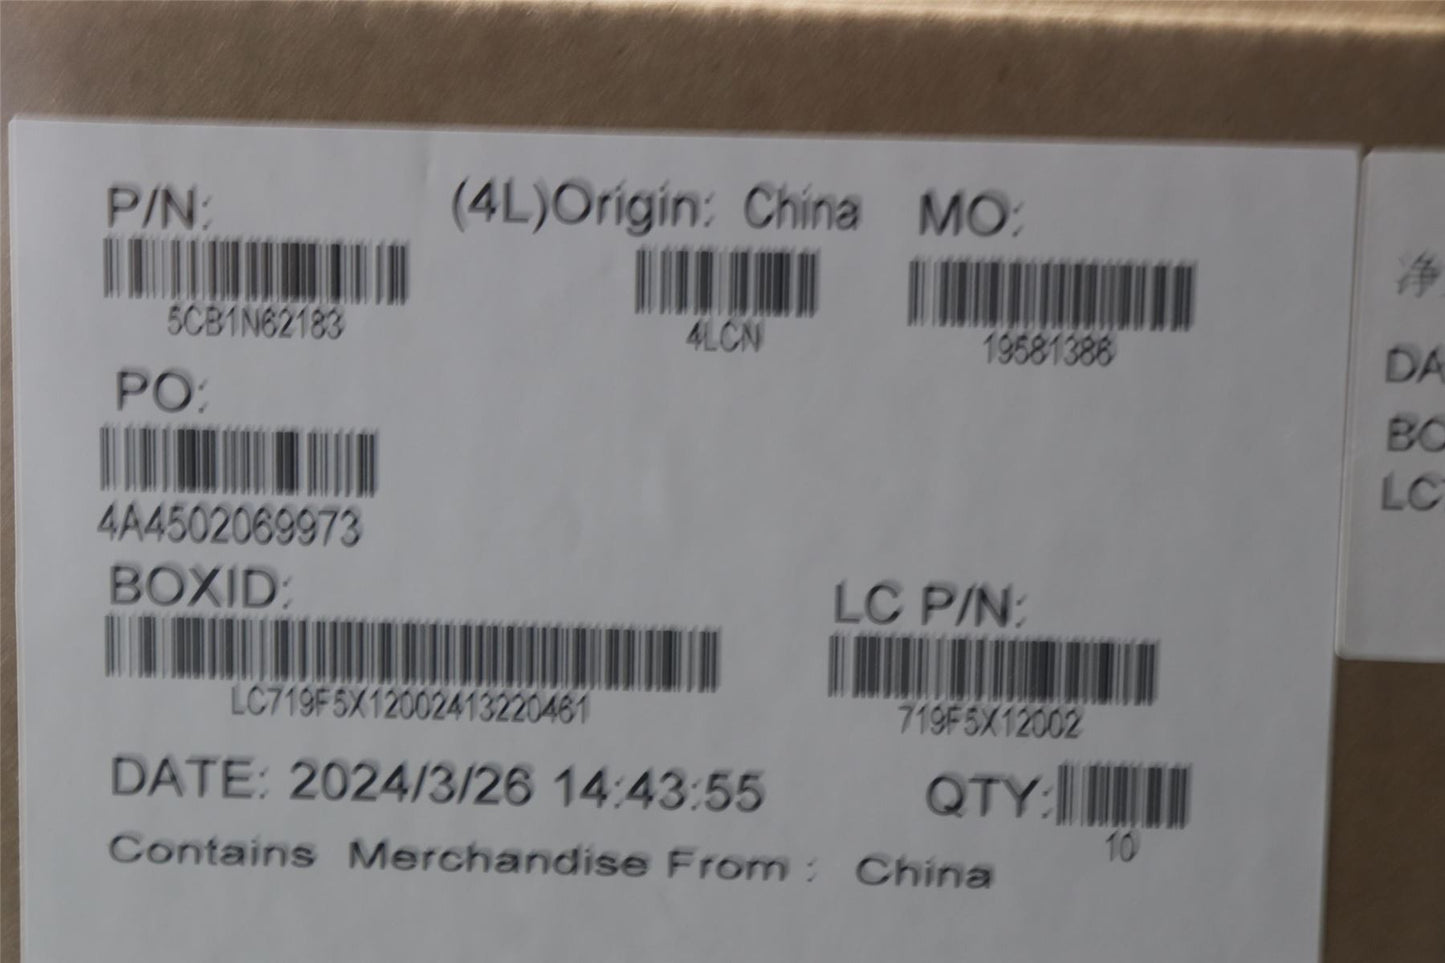 P/N: (4L)Origin: China MO:
5CB1N62183 4LCN 19581386
PO:
4A4502069973
BOXID: LC P/N:
LC719F5X12002413220461 719F5X12002
DATE: 2024/3/26 14:43:55 QTY:
10
Contains Merchandise From : China
净
DA
BO
LC